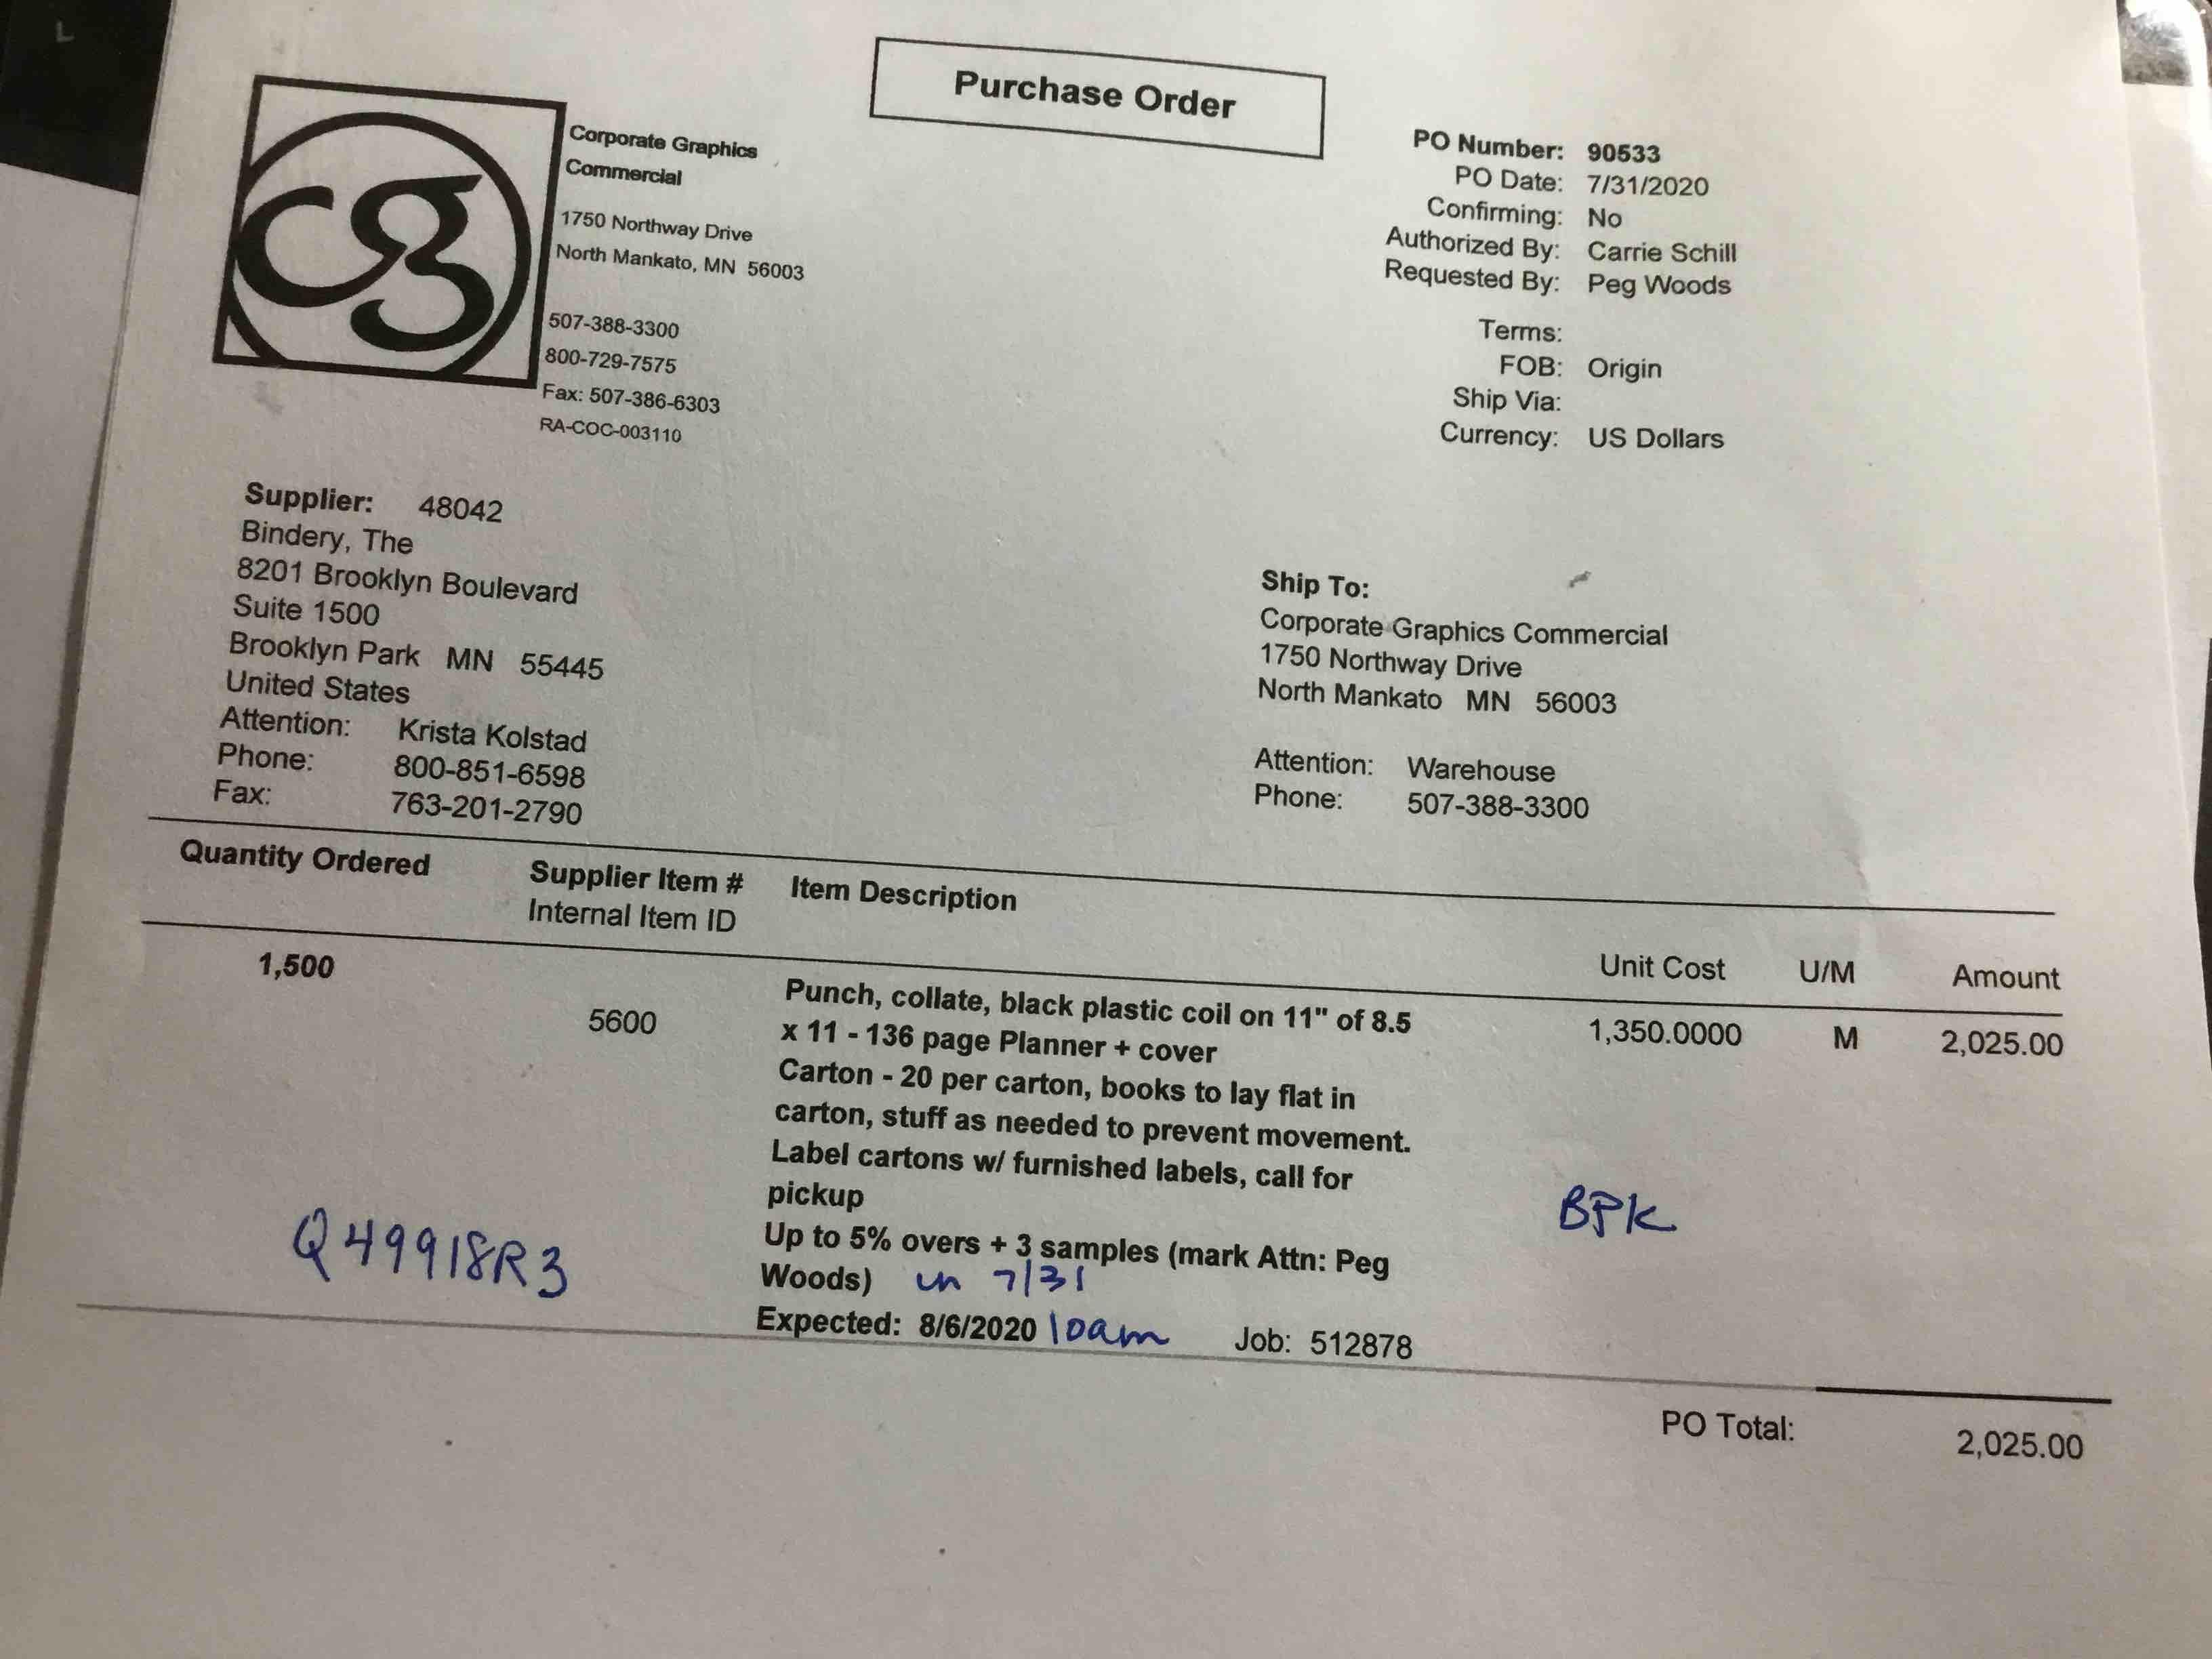 Purchase Order
cg
Corporate Graphics
Commercial
1750 Northway Drive
North Mankato, MN 56003
507-388-3300
800-729-7575
Fax: 507-386-6303
RA-COC-003110
PO Number: 90533
PO Date: 7/31/2020
Confirming: No
Authorized By: Carrie Schill
Requested By: Peg Woods
Terms:
FOB: Origin
Ship Via:
Currency: US Dollars
Supplier: 48042
Bindery, The
8201 Brooklyn Boulevard
Suite 1500
Brooklyn Park MN 55445
United States
Attention: Krista Kolstad
Phone: 800-851-6598
Fax: 763-201-2790
Ship To:
Corporate Graphics Commercial
1750 Northway Drive
North Mankato MN 56003
Attention: Warehouse
Phone: 507-388-3300
Quantity Ordered Supplier Item # Item Description
Internal Item ID
Unit Cost U/M Amount
1,500
5600
Punch, collate, black plastic coil on 11" of 8.5
x 11 - 136 page Planner + cover
Carton - 20 per carton, books to lay flat in
carton, stuff as needed to prevent movement.
Label cartons w/ furnished labels, call for
pickup
Up to 5% overs + 3 samples (mark Attn: Peg
Woods) in 7/31
Expected: 8/6/2020 10am Job: 512878
1,350.0000 M 2,025.00
BPK
Q49918R3
PO Total: 2,025.00
L